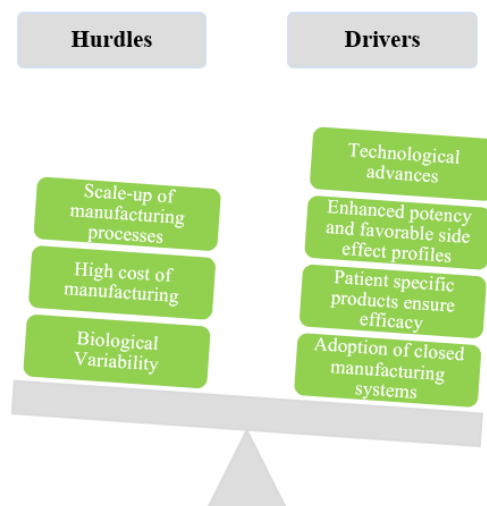 Hurdles
Drivers
Scale-up of
manufacturing
processes
High cost of
manufacturing
Biological
Variability
Technological
advances
Enhanced potency
and favorable side
effect profiles
Patient specific
products ensure
efficacy
Adoption of closed
manufacturing
systems